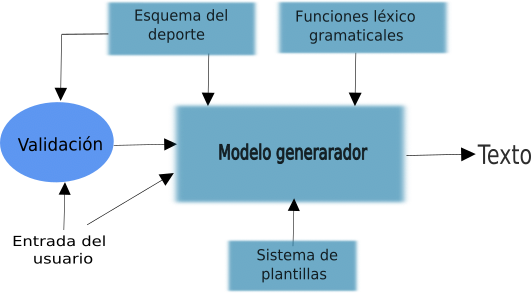 Esquema del
deporte
Funciones léxico
gramaticales
Validación
Modelo generarador
Texto
Entrada del
usuario
Sistema de
plantillas